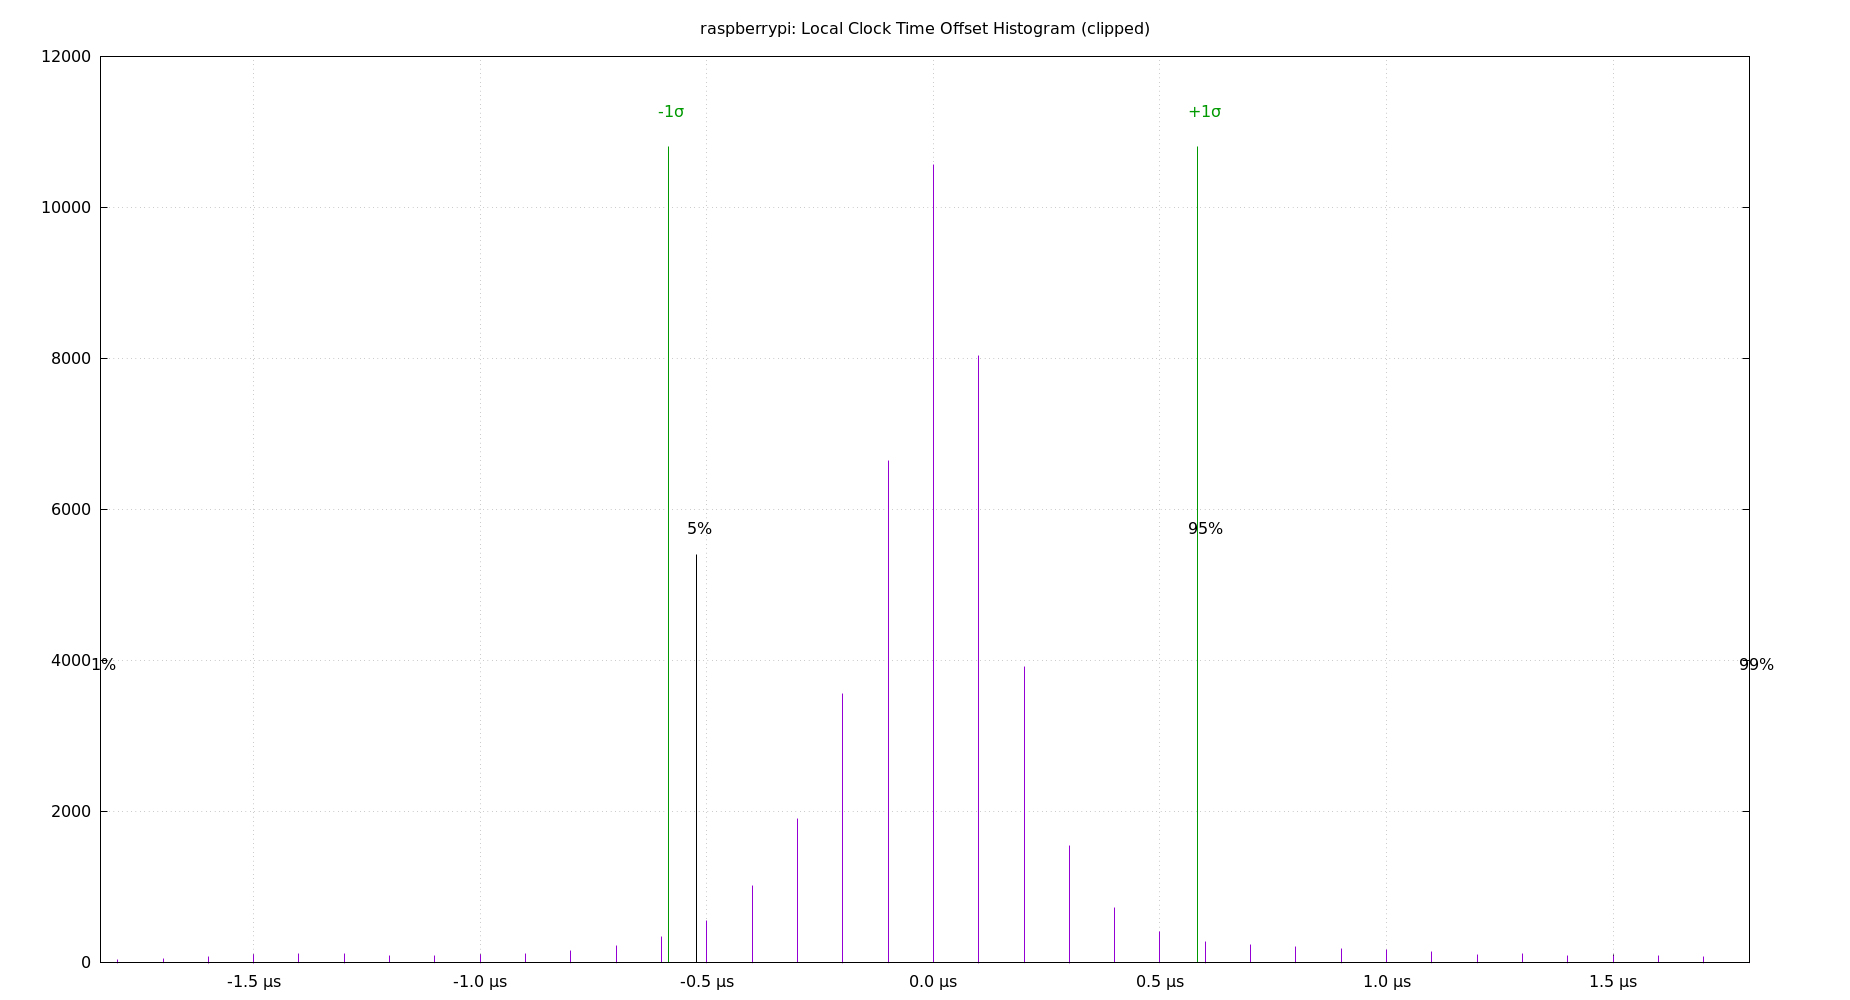 raspberrypi: Local Clock Time Offset Histogram (clipped)
12000
-1σ
+1σ
10000
8000
6000
5%
95%
4000
1%
99%
2000
0
-1.5 µs
-1.0 µs
-0.5 µs
0.0 µs
0.5 µs
1.0 µs
1.5 µs